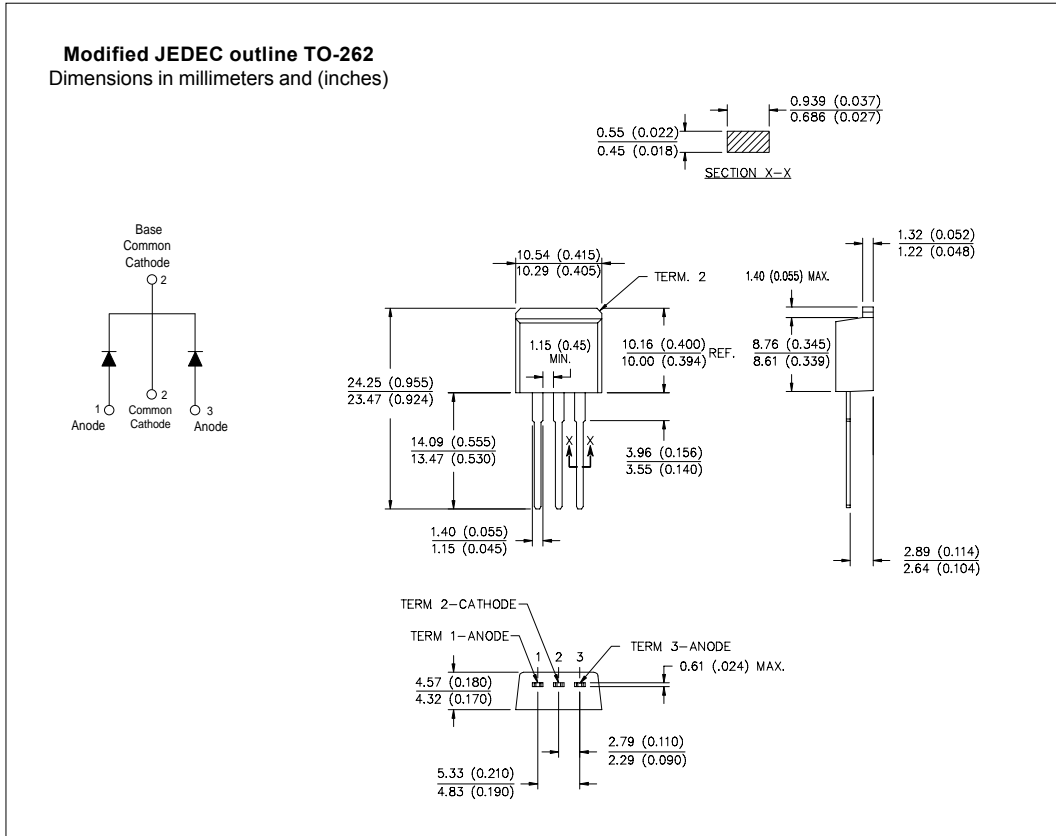 Modified JEDEC outline TO-262
Dimensions in millimeters and (inches)
0.939 (0.037)
0.686 (0.027)
0.55 (0.022)
0.45 (0.018)
SECTION X-X
Base
Common
Cathode
2
1
Anode
2
Common
Cathode
3
Anode
10.54 (0.415)
10.29 (0.405)
TERM. 2
1.15 (0.45)
MIN.
10.16 (0.400)
10.00 (0.394)
REF.
24.25 (0.955)
23.47 (0.924)
14.09 (0.555)
13.47 (0.530)
X X
3.96 (0.156)
3.55 (0.140)
1.40 (0.055)
1.15 (0.045)
1.32 (0.052)
1.22 (0.048)
1.40 (0.055) MAX.
8.76 (0.345)
8.61 (0.339)
2.89 (0.114)
2.64 (0.104)
TERM 2-CATHODE
TERM 1-ANODE
TERM 3-ANODE
1 2 3
0.61 (.024) MAX.
4.57 (0.180)
4.32 (0.170)
2.79 (0.110)
2.29 (0.090)
5.33 (0.210)
4.83 (0.190)